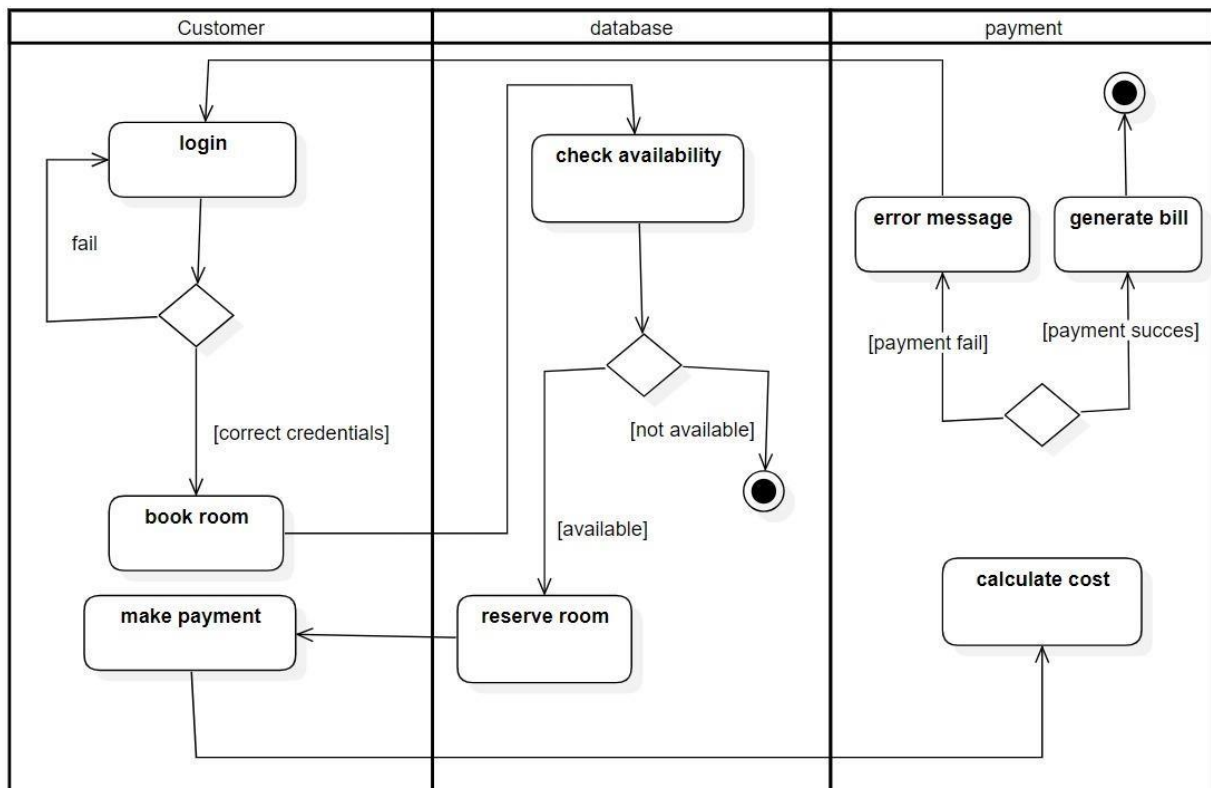 Customer
database
payment
login
check availability
error message
generate bill
fail
[payment fail]
[payment succes]
[correct credentials]
[not available]
book room
[available]
calculate cost
make payment
reserve room